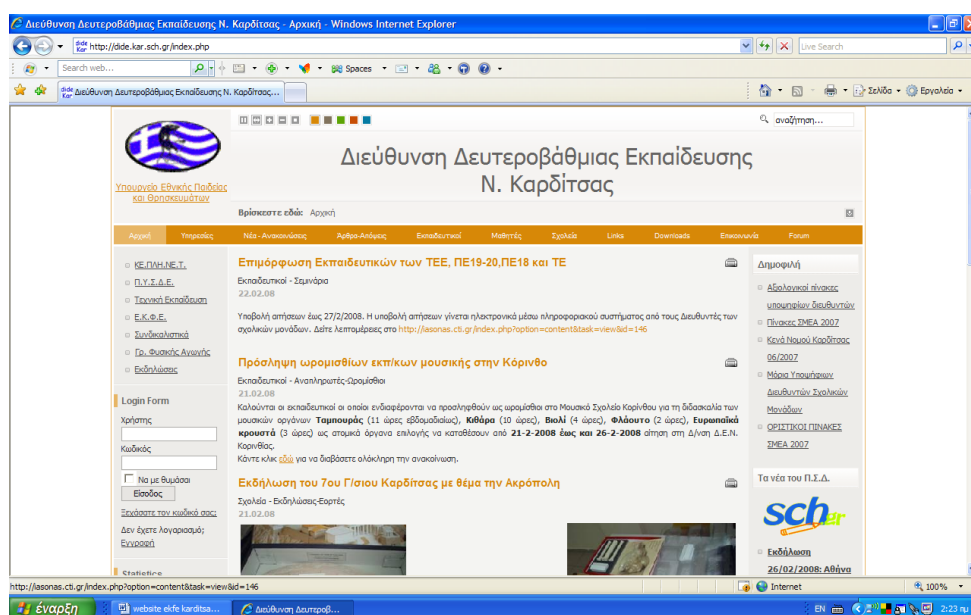 Διεύθυνση Δευτεροβάθμιας Εκπαίδευσης Ν. Καρδίτσας - Αρχική - Windows Internet Explorer
dide Kar http://dide.kar.sch.gr/index.php
Live Search
Search web...
Spaces
dide Kar Διεύθυνση Δευτεροβάθμιας Εκπαίδευσης Ν. Καρδίτσας...
Σελίδα
Εργαλεία
αναζήτηση...
Διεύθυνση Δευτεροβάθμιας Εκπαίδευσης
Ν. Καρδίτσας
Υπουργείο Εθνικής Παιδείας
και Θρησκευμάτων
Βρίσκεστε εδώ: Αρχική
Αρχική Υπηρεσίες Νέα - Ανακοινώσεις Άρθρα-Απόψεις Εκπαιδευτικοί Μαθητές Σχολεία Links Downloads Επικοινωνία Forum
ΚΕ.ΠΛΗ.ΝΕ.Τ.
Π.Υ.Σ.Δ.Ε.
Τεχνική Εκπαίδευση
Ε.Κ.Φ.Ε.
Συνδικαλιστικά
Γρ. Φυσικής Αγωγής
Εκδηλώσεις
Login Form
Χρήστης
Κωδικός
Να με θυμάσαι
Είσοδος
Ξεχάσατε τον κωδικό σας;
Δεν έχετε λογαριασμό;
Εγγραφή
Statistics
Επιμόρφωση Εκπαιδευτικών των ΤΕΕ, ΠΕ19-20,ΠΕ18 και ΤΕ
Εκπαιδευτικοί - Σεμινάρια
22.02.08
Υποβολή αιτήσεων έως 27/2/2008. Η υποβολή αιτήσεων γίνεται ηλεκτρονικά μέσω πληροφοριακού συστήματος από τους Διευθυντές των
σχολικών μονάδων. Δείτε λεπτομέρειες στο http://iasonas.cti.gr/index.php?option=content&task=view&id=146
Πρόσληψη ωρομισθίων εκπ/κων μουσικής στην Κόρινθο
Εκπαιδευτικοί - Αναπληρωτές-Ωρομίσθιοι
21.02.08
Καλούνται οι εκπαιδευτικοί οι οποίοι ενδιαφέρονται να προσληφθούν ως ωρομίσθιοι στο Μουσικό Σχολείο Κορίνθου για τη διδασκαλία των
μουσικών οργάνων Ταμπουράς (11 ώρες εβδομαδιαίως), Κιθάρα (10 ώρες), Βιολί (4 ώρες), Φλάουτο (2 ώρες), Ευρωπαϊκά
κρουστά (3 ώρες) ως ατομικά όργανα επιλογής να καταθέσουν από 21-2-2008 έως και 26-2-2008 αίτηση στη Δ/νση Δ.Ε.Ν.
Κορινθίας.
Κάντε κλικ εδώ για να διαβάσετε ολόκληρη την ανακοίνωση.
Εκδήλωση του 7ου Γ/σιου Καρδίτσας με θέμα την Ακρόπολη
Σχολεία - Εκδηλώσεις-Εορτές
21.02.08
Δημοφιλή
Αξιολογικοί πίνακες
υποψηφίων διευθυντών
Πίνακες ΣΜΕΑ 2007
Κενά Νομού Καρδίτσας
06/2007
Μόρια Υποψήφιων
Διευθυντών Σχολικών
Μονάδων
ΟΡΙΣΤΙΚΟΙ ΠΙΝΑΚΕΣ
ΣΜΕΑ 2007
Τα νέα του Π.Σ.Δ.
sch.gr
Εκδήλωση
26/02/2008: Αθήνα
http://iasonas.cti.gr/index.php?option=content&task=view&id=146
Internet
100%
έναρξη
website ekfe karditsa...
Διεύθυνση Δευτεροβ...
EN
2:23 πμ